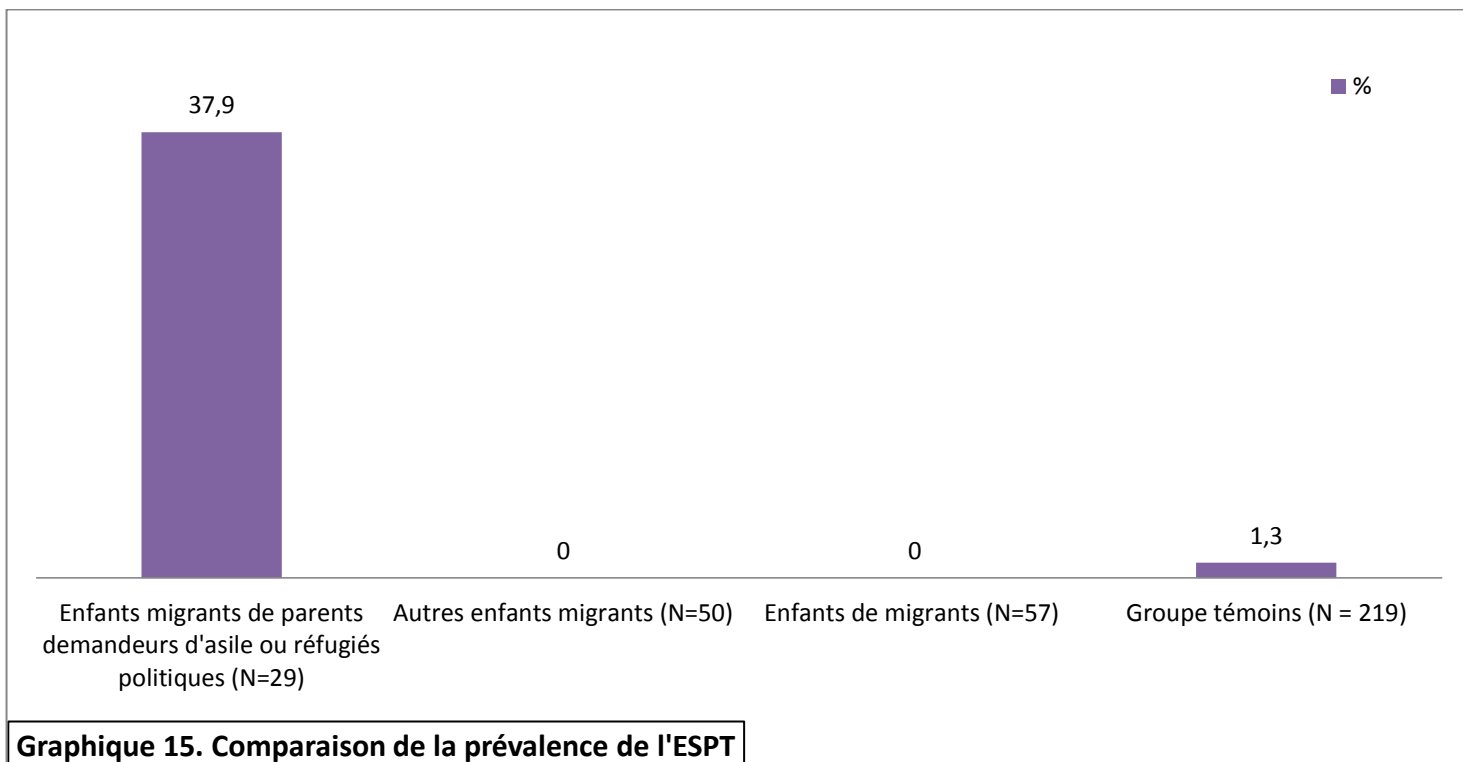 %
37,9
0
0
1,3
Enfants migrants de parents
demandeurs d'asile ou réfugiés
politiques (N=29)
Autres enfants migrants (N=50)
Enfants de migrants (N=57)
Groupe témoins (N = 219)
Graphique 15. Comparaison de la prévalence de l'ESPT